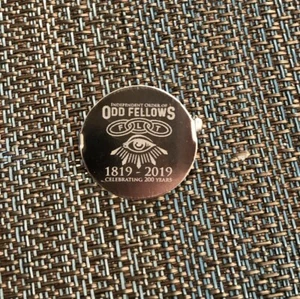 INDEPENDENT ORDER OF
ODD FELLOWS
F L T
1819 - 2019
CELEBRATING 200 YEARS